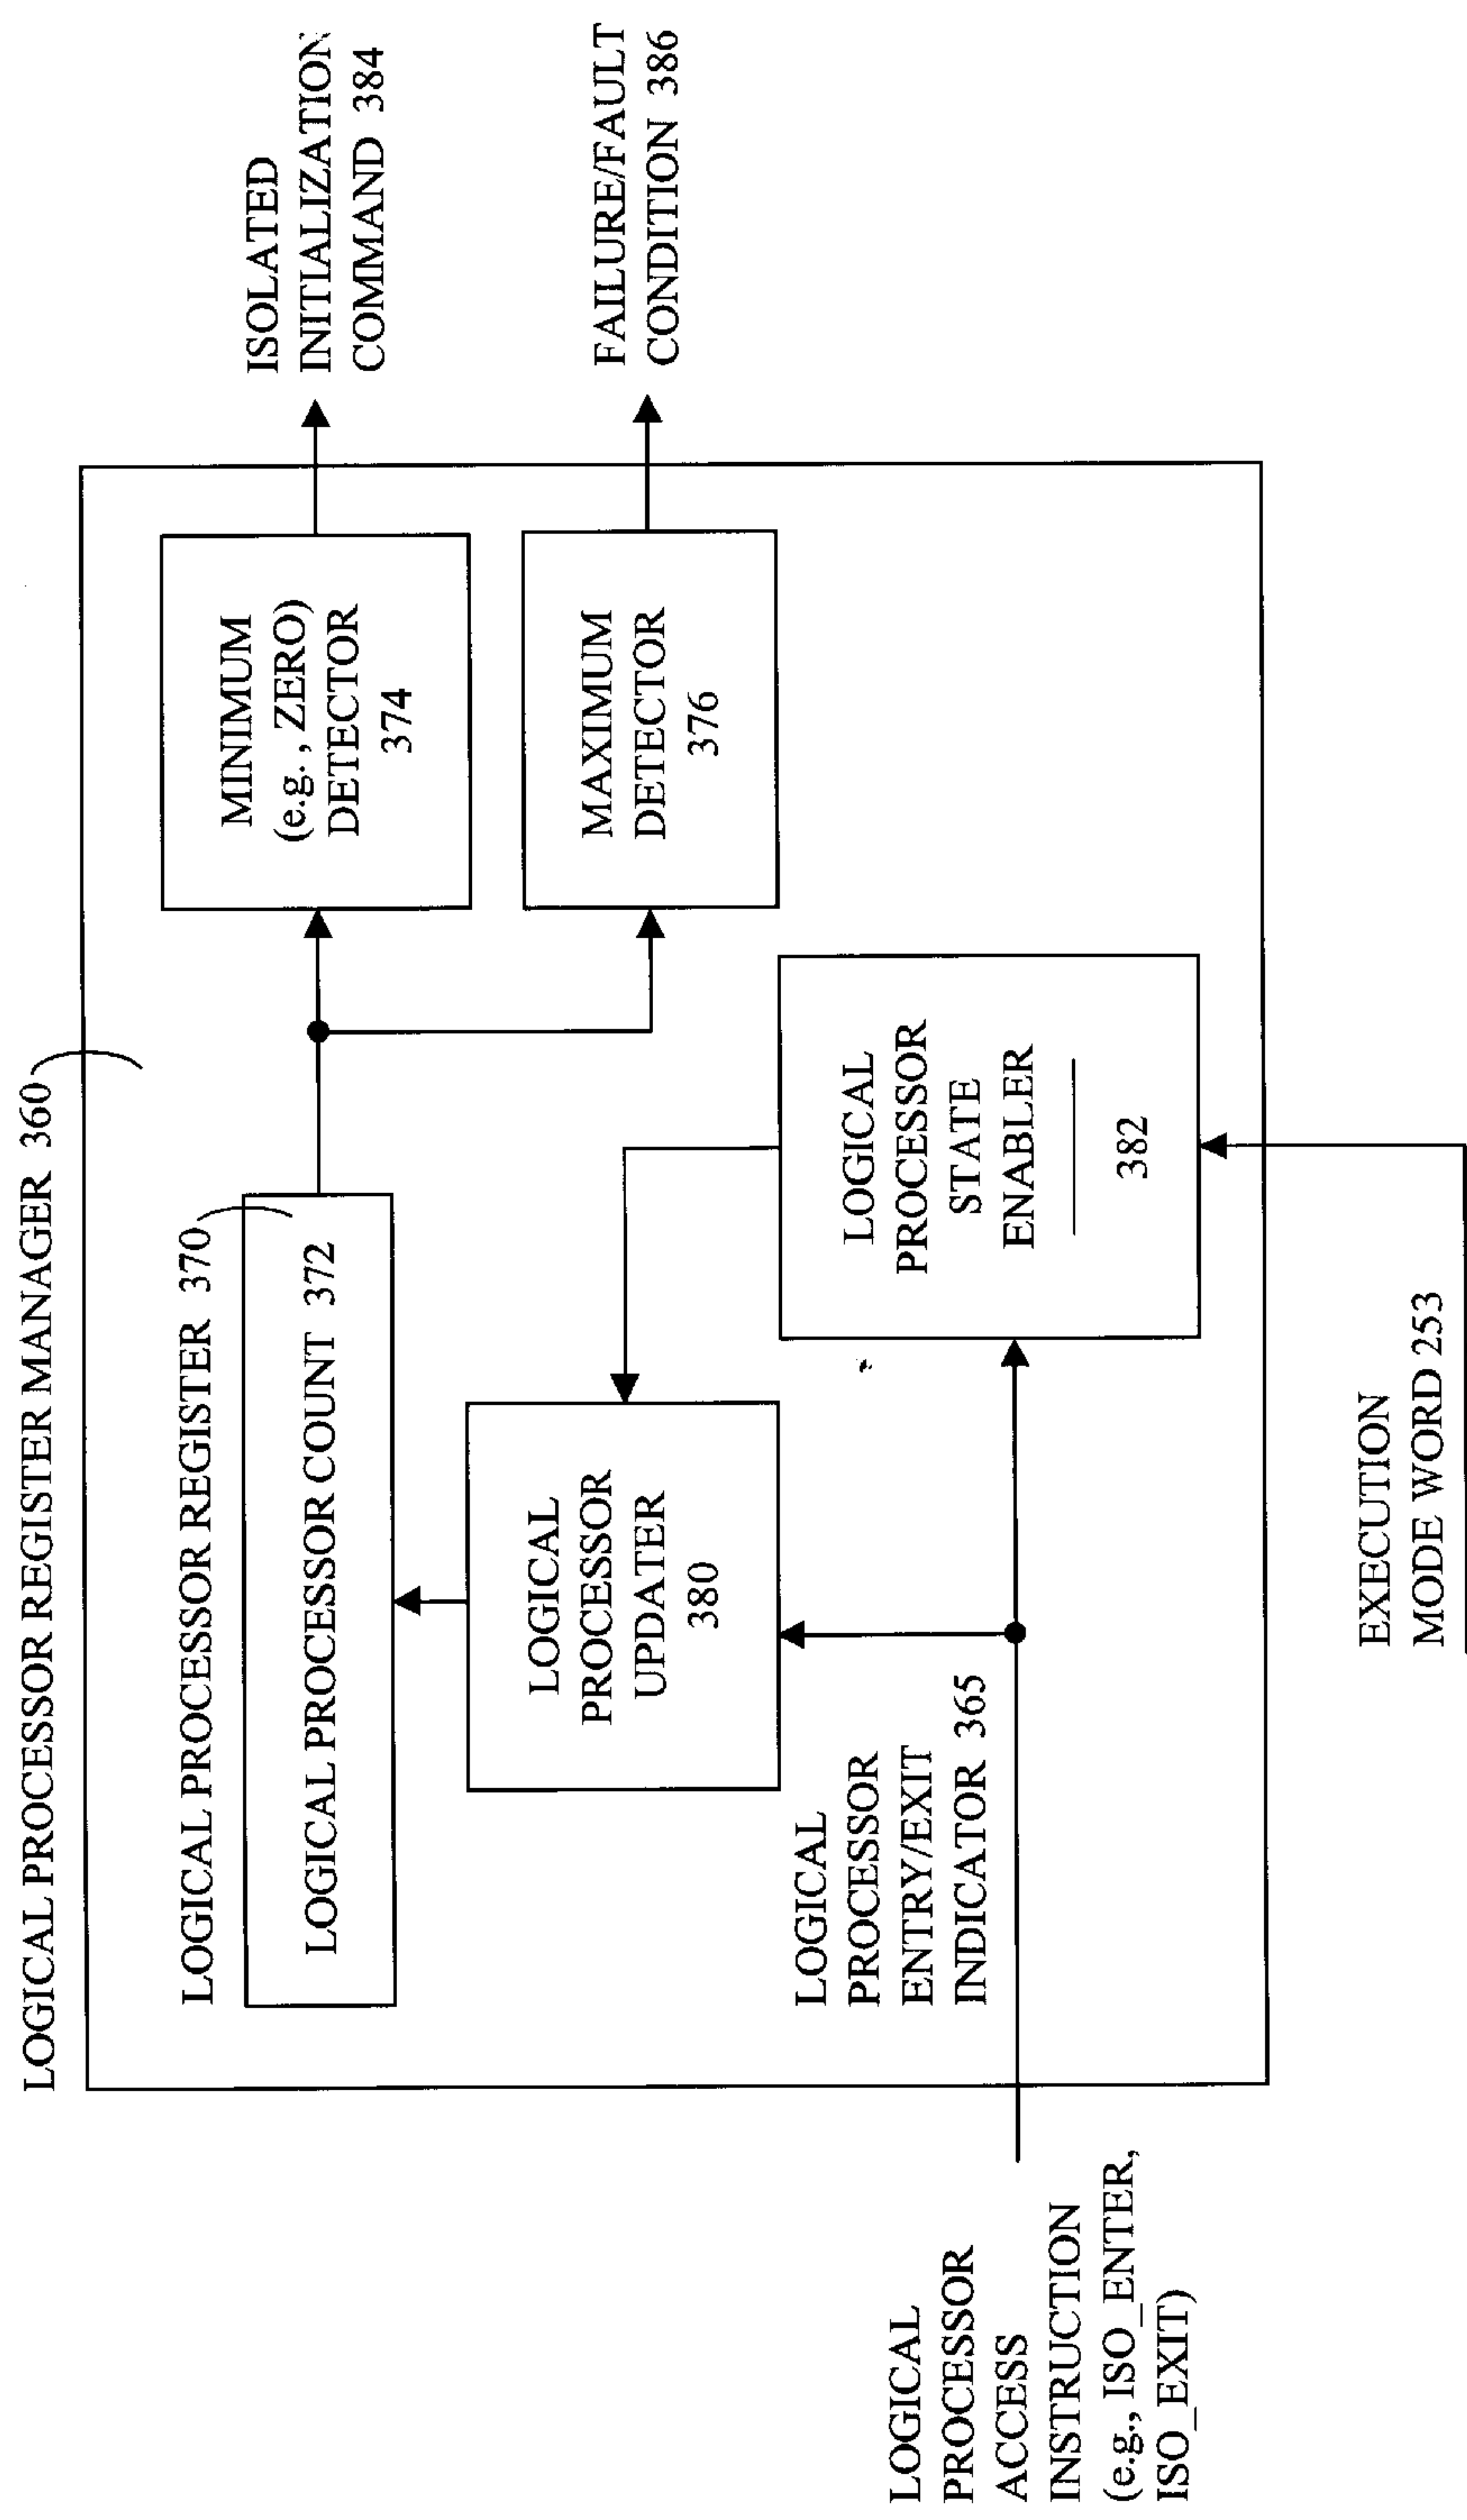 LOGICAL PROCESSOR REGISTER MANAGER 360
LOGICAL PROCESSOR REGISTER 370
LOGICAL PROCESSOR COUNT 372
MINIMUM
(e.g., ZERO)
DETECTOR
374
ISOLATED
INITIALIZATION
COMMAND 384
LOGICAL
PROCESSOR
UPDATER
380
MAXIMUM
DETECTOR
376
FAILURE/FAULT
CONDITION 386
LOGICAL
PROCESSOR
ENTRY/EXIT
INDICATOR 365
LOGICAL
PROCESSOR
STATE
ENABLER
382
LOGICAL
PROCESSOR
ACCESS
INSTRUCTION
(e.g., ISO_ENTER,
ISO_EXIT)
EXECUTION
MODE WORD 253